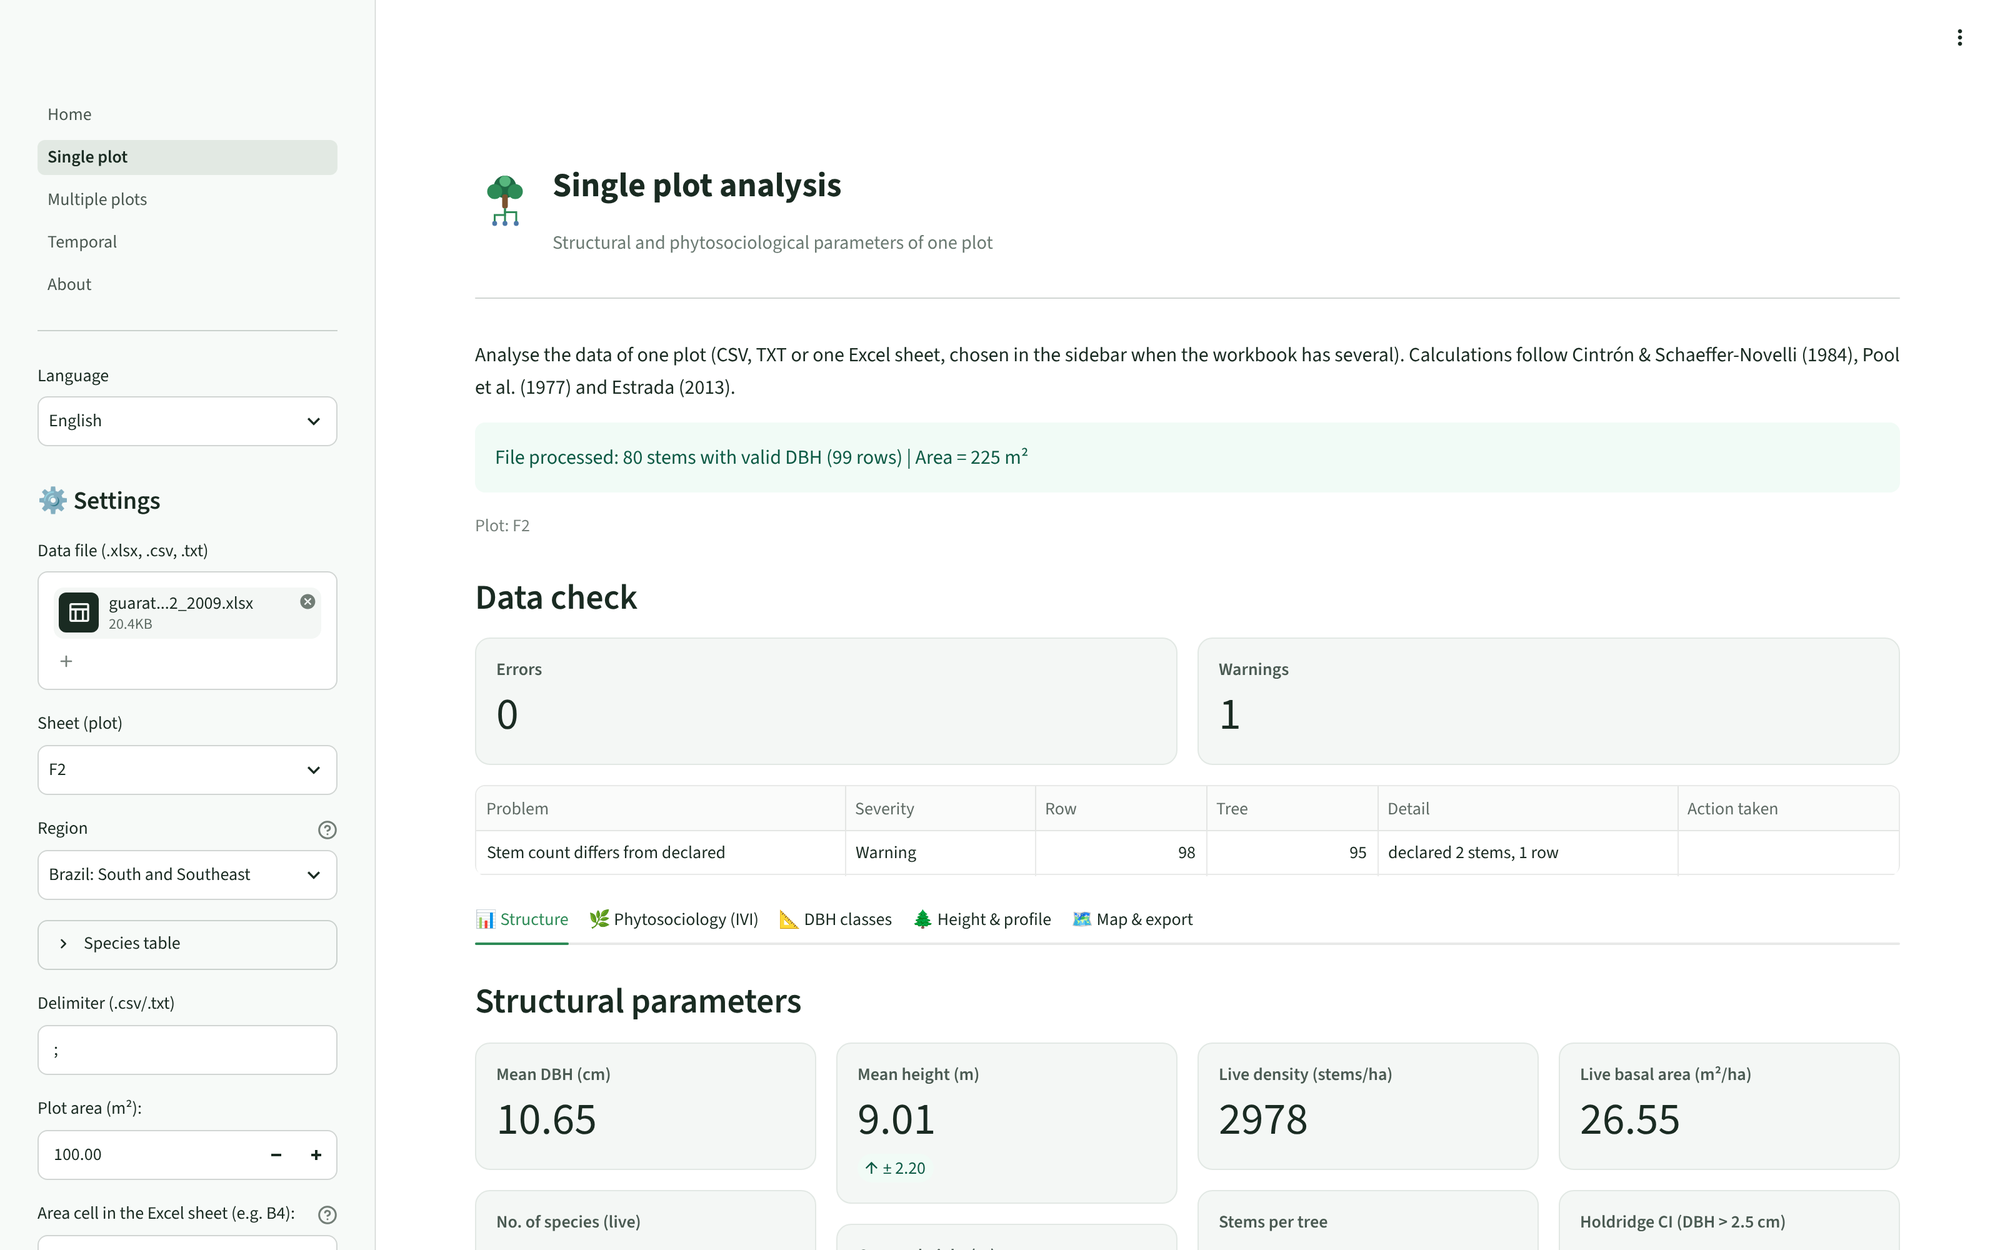 Home
Single plot
Multiple plots
Temporal
About
Language
English
Settings
Data file (.xlsx, .csv, .txt)
guarat...2_2009.xlsx
20.4KB
Sheet (plot)
F2
Region
Brazil: South and Southeast
Species table
Delimiter (.csv/.txt)
;
Plot area (m²):
100.00
Area cell in the Excel sheet (e.g. B4):
Single plot analysis
Structural and phytosociological parameters of one plot
Analyse the data of one plot (CSV, TXT or one Excel sheet, chosen in the sidebar when the workbook has several). Calculations follow Cintrón & Schaeffer-Novelli (1984), Pool
et al. (1977) and Estrada (2013).
File processed: 80 stems with valid DBH (99 rows) | Area = 225 m²
Plot: F2
Data check
Errors
0
Warnings
1
Problem Severity Row Tree Detail Action taken
Stem count differs from declared Warning 98 95 declared 2 stems, 1 row
Structure Phytosociology (IVI) DBH classes Height & profile Map & export
Structural parameters
Mean DBH (cm)
10.65
Mean height (m)
9.01
↑ ± 2.20
Live density (stems/ha)
2978
Live basal area (m²/ha)
26.55
No. of species (live)
Stems per tree
Holdridge CI (DBH > 2.5 cm)